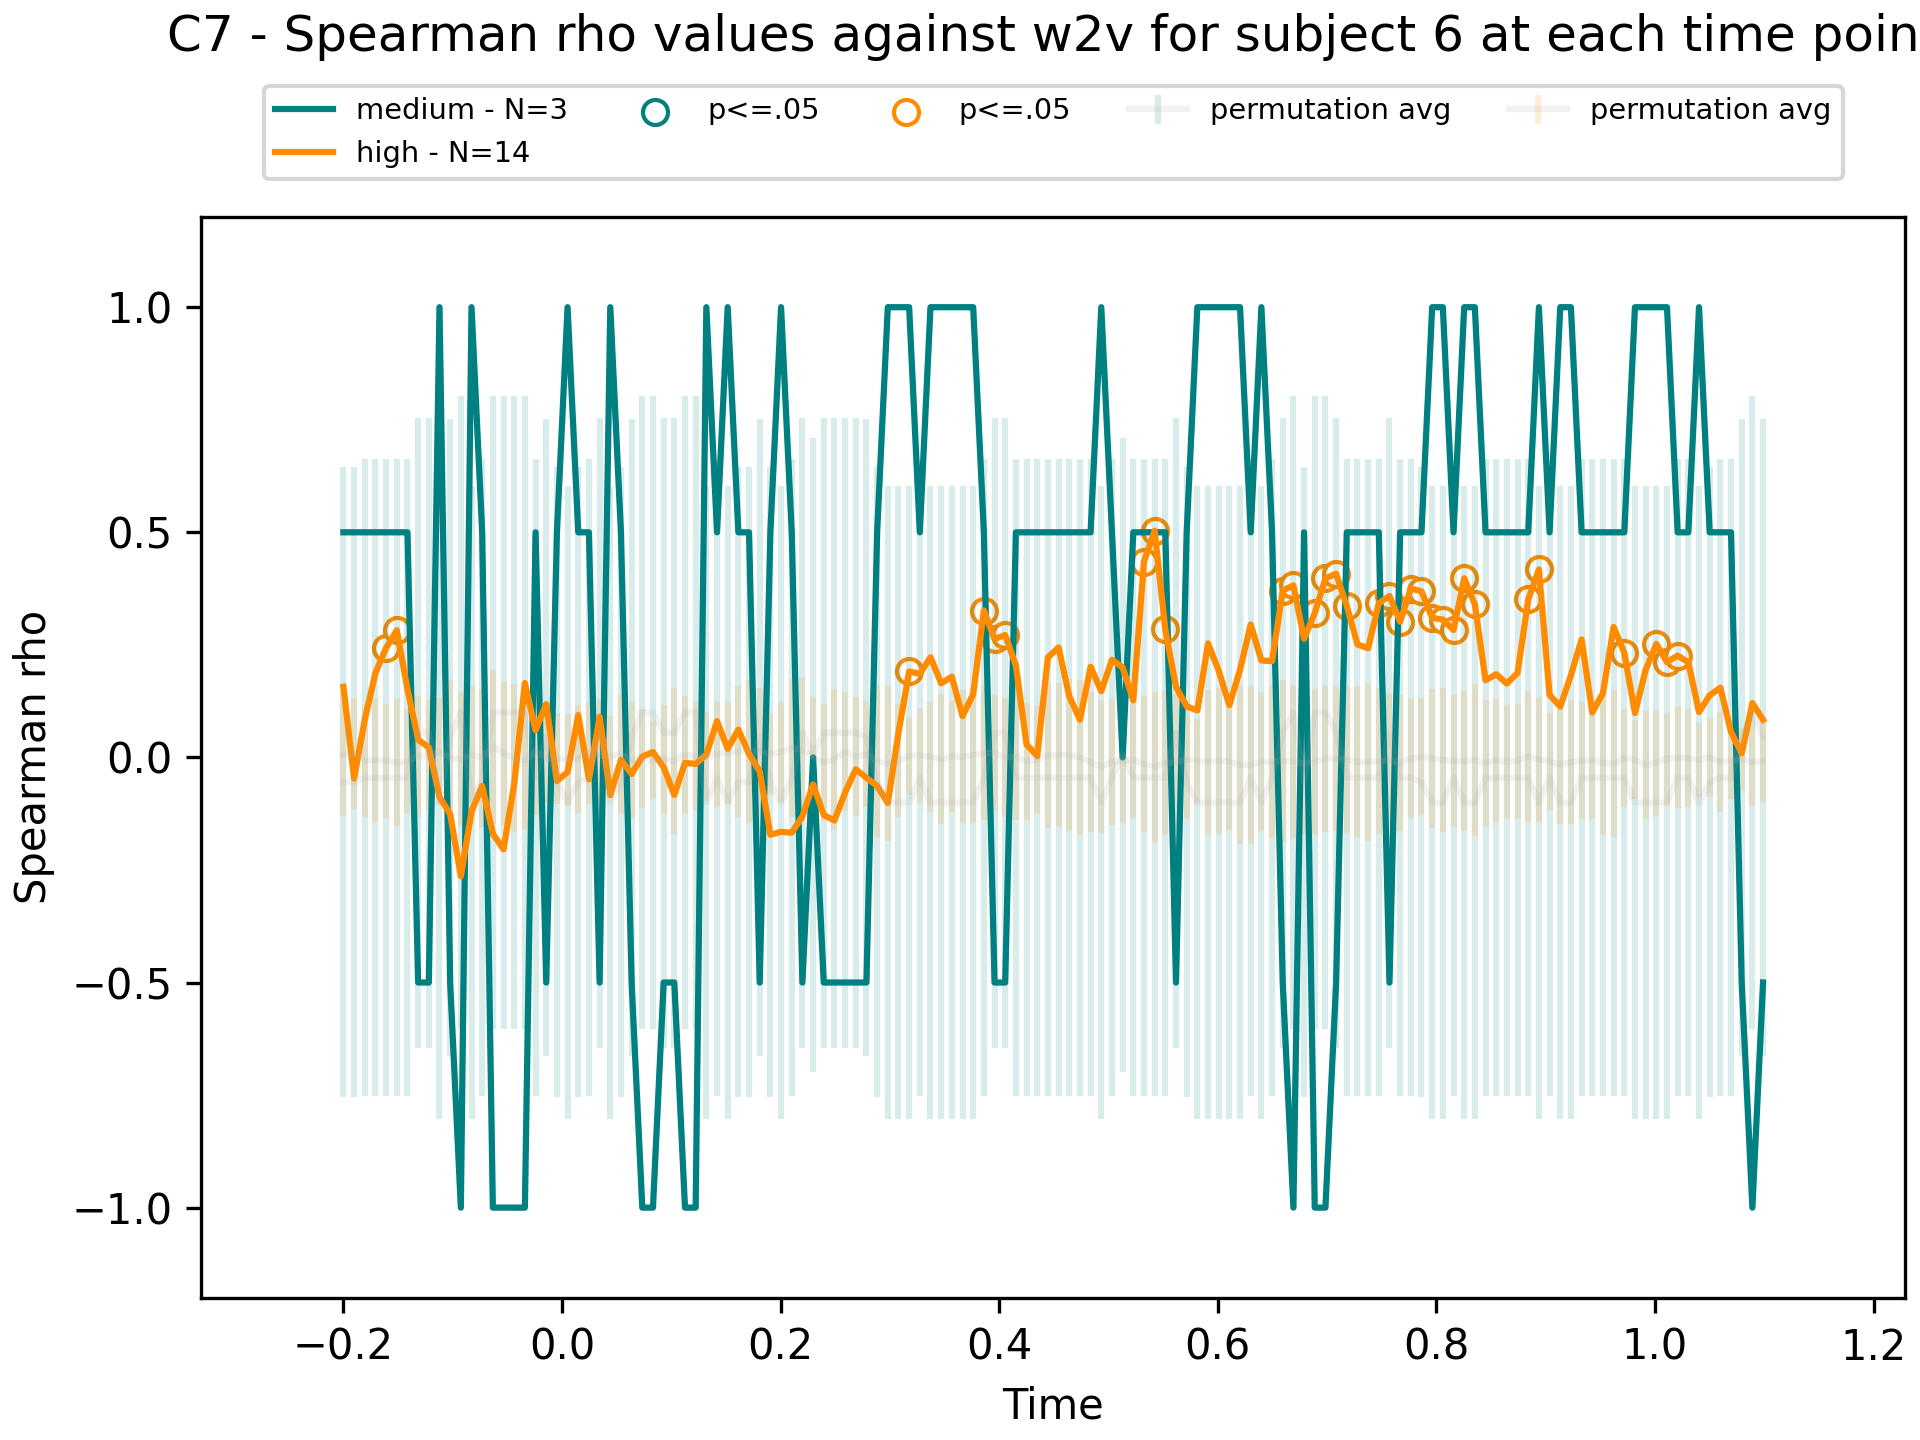 C7 - Spearman rho values against w2v for subject 6 at each time poin
medium - N=3
high - N=14
p<=.05
p<=.05
permutation avg
permutation avg
Spearman rho
1.0
0.5
0.0
−0.5
−1.0
−0.2
0.0
0.2
0.4
0.6
0.8
1.0
1.2
Time